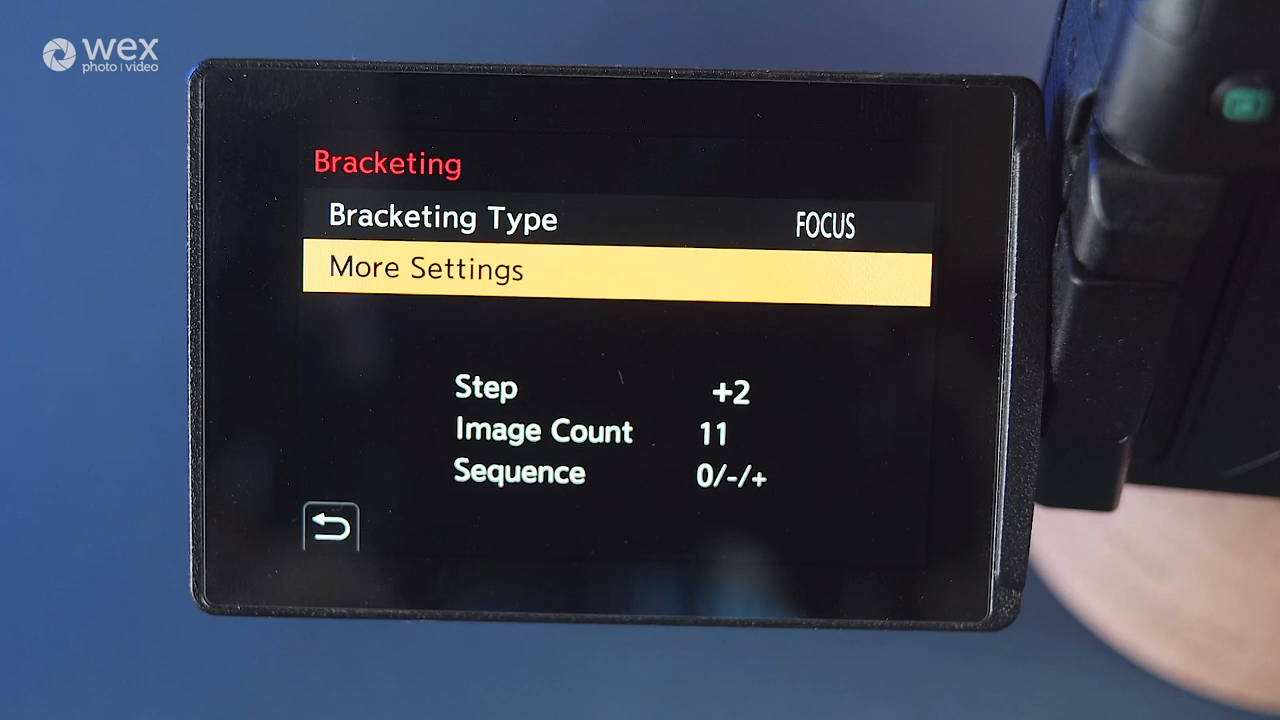 wex
photo | video
Bracketing
Bracketing Type FOCUS
More Settings
Step +2
Image Count 11
Sequence 0/-/+